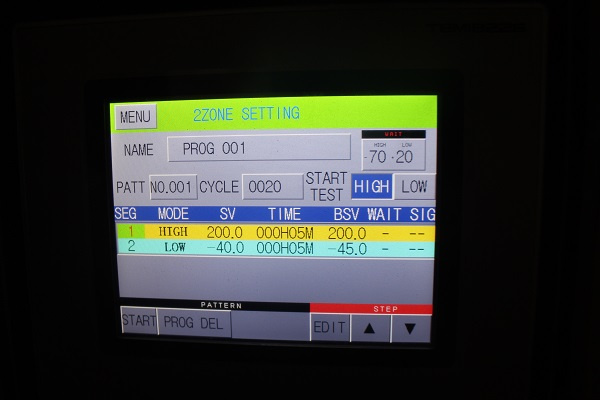 MENU 2ZONE SETTING
WAIT
HIGH LOW
NAME PROG 001 -70 -20
PATT NO.001 CYCLE 0020 START TEST HIGH LOW
SEG MODE SV TIME BSV WAIT SIG
1 HIGH 200.0 000H05M 200.0 - --
2 LOW -40.0 000H05M -45.0 - --
PATTERN STEP
START PROG DEL EDIT ▲ ▼